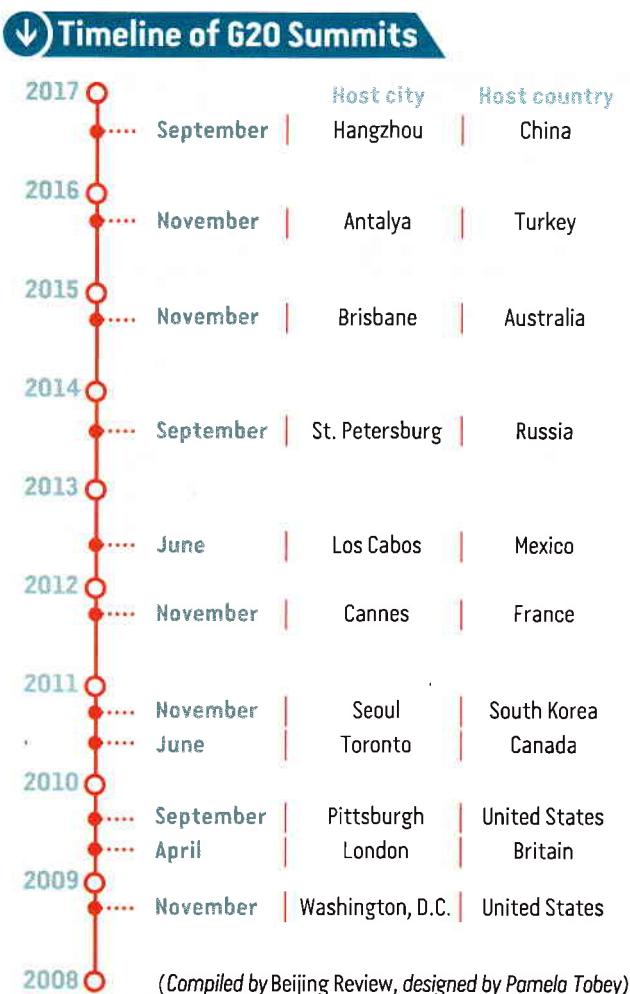 Timeline of G20 Summits
2017
Host city Host country
September Hangzhou China
2016
November Antalya Turkey
2015
November Brisbane Australia
2014
September St. Petersburg Russia
2013
June Los Cabos Mexico
2012
November Cannes France
2011
November Seoul South Korea
June Toronto Canada
2010
September Pittsburgh United States
April London Britain
2009
November Washington, D.C. United States
2008
(Compiled by Beijing Review, designed by Pamela Tobey)